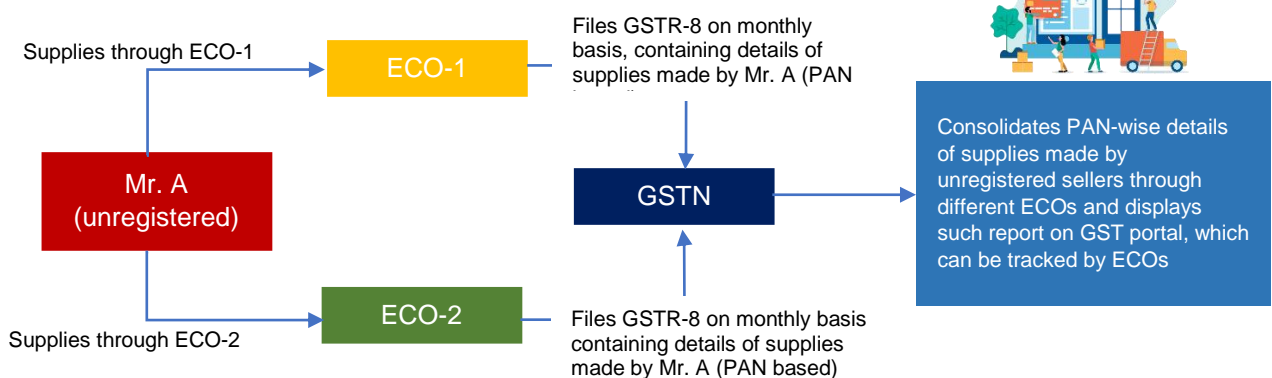 Supplies through ECO-1
ECO-1
Files GSTR-8 on monthly
basis, containing details of
supplies made by Mr. A (PAN
Mr. A
(unregistered)
GSTN
Consolidates PAN-wise details
of supplies made by
unregistered sellers through
different ECOs and displays
such report on GST portal, which
can be tracked by ECOs
Supplies through ECO-2
ECO-2
Files GSTR-8 on monthly basis
containing details of supplies
made by Mr. A (PAN based)